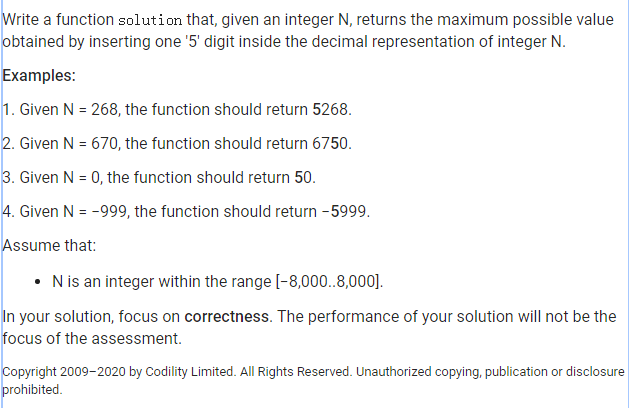 Write a function solution that, given an integer N, returns the maximum possible value
obtained by inserting one '5' digit inside the decimal representation of integer N.
Examples:
1. Given N = 268, the function should return 5268.
2. Given N = 670, the function should return 6750.
3. Given N = 0, the function should return 50.
4. Given N = −999, the function should return −5999.
Assume that:
• N is an integer within the range [−8,000..8,000].
In your solution, focus on correctness. The performance of your solution will not be the
focus of the assessment.
Copyright 2009–2020 by Codility Limited. All Rights Reserved. Unauthorized copying, publication or disclosure
prohibited.